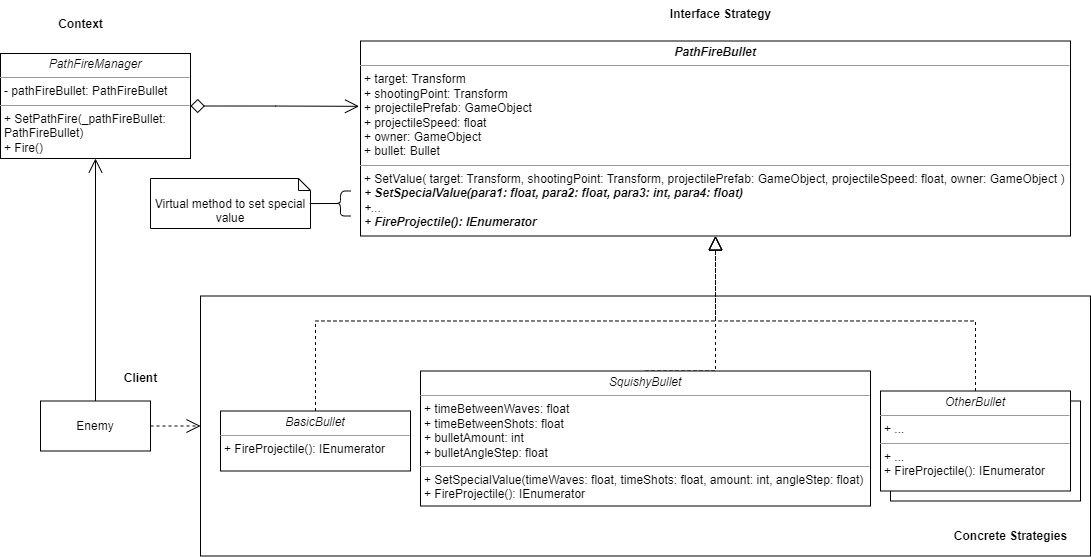 Context
Interface Strategy
PathFireManager
- pathFireBullet: PathFireBullet
+ SetPathFire(_pathFireBullet:
PathFireBullet)
+ Fire()
PathFireBullet
+ target: Transform
+ shootingPoint: Transform
+ projectilePrefab: GameObject
+ projectileSpeed: float
+ owner: GameObject
+ bullet: Bullet
+ SetValue( target: Transform, shootingPoint: Transform, projectilePrefab: GameObject, projectileSpeed: float, owner: GameObject )
+ SetSpecialValue(para1: float, para2: float, para3: int, para4: float)
+...
+ FireProjectile(): IEnumerator
Virtual method to set special
value
Client
Enemy
BasicBullet
+ FireProjectile(): IEnumerator
SquishyBullet
+ timeBetweenWaves: float
+ timeBetweenShots: float
+ bulletAmount: int
+ bulletAngleStep: float
+ SetSpecialValue(timeWaves: float, timeShots: float, amount: int, angleStep: float)
+ FireProjectile(): IEnumerator
OtherBullet
+ ...
+ ...
+ FireProjectile(): IEnumerator
Concrete Strategies